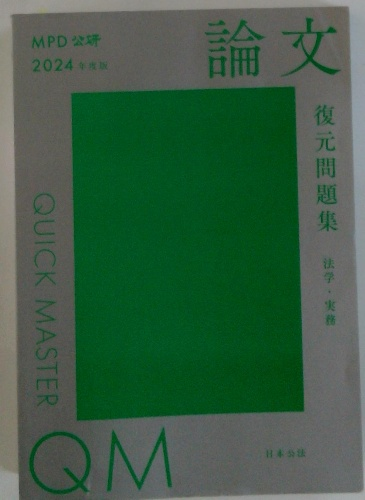 MPD 公研
2024 年度版
論文
復元問題集
法学・実務
QUICK MASTER
QM
日本公法